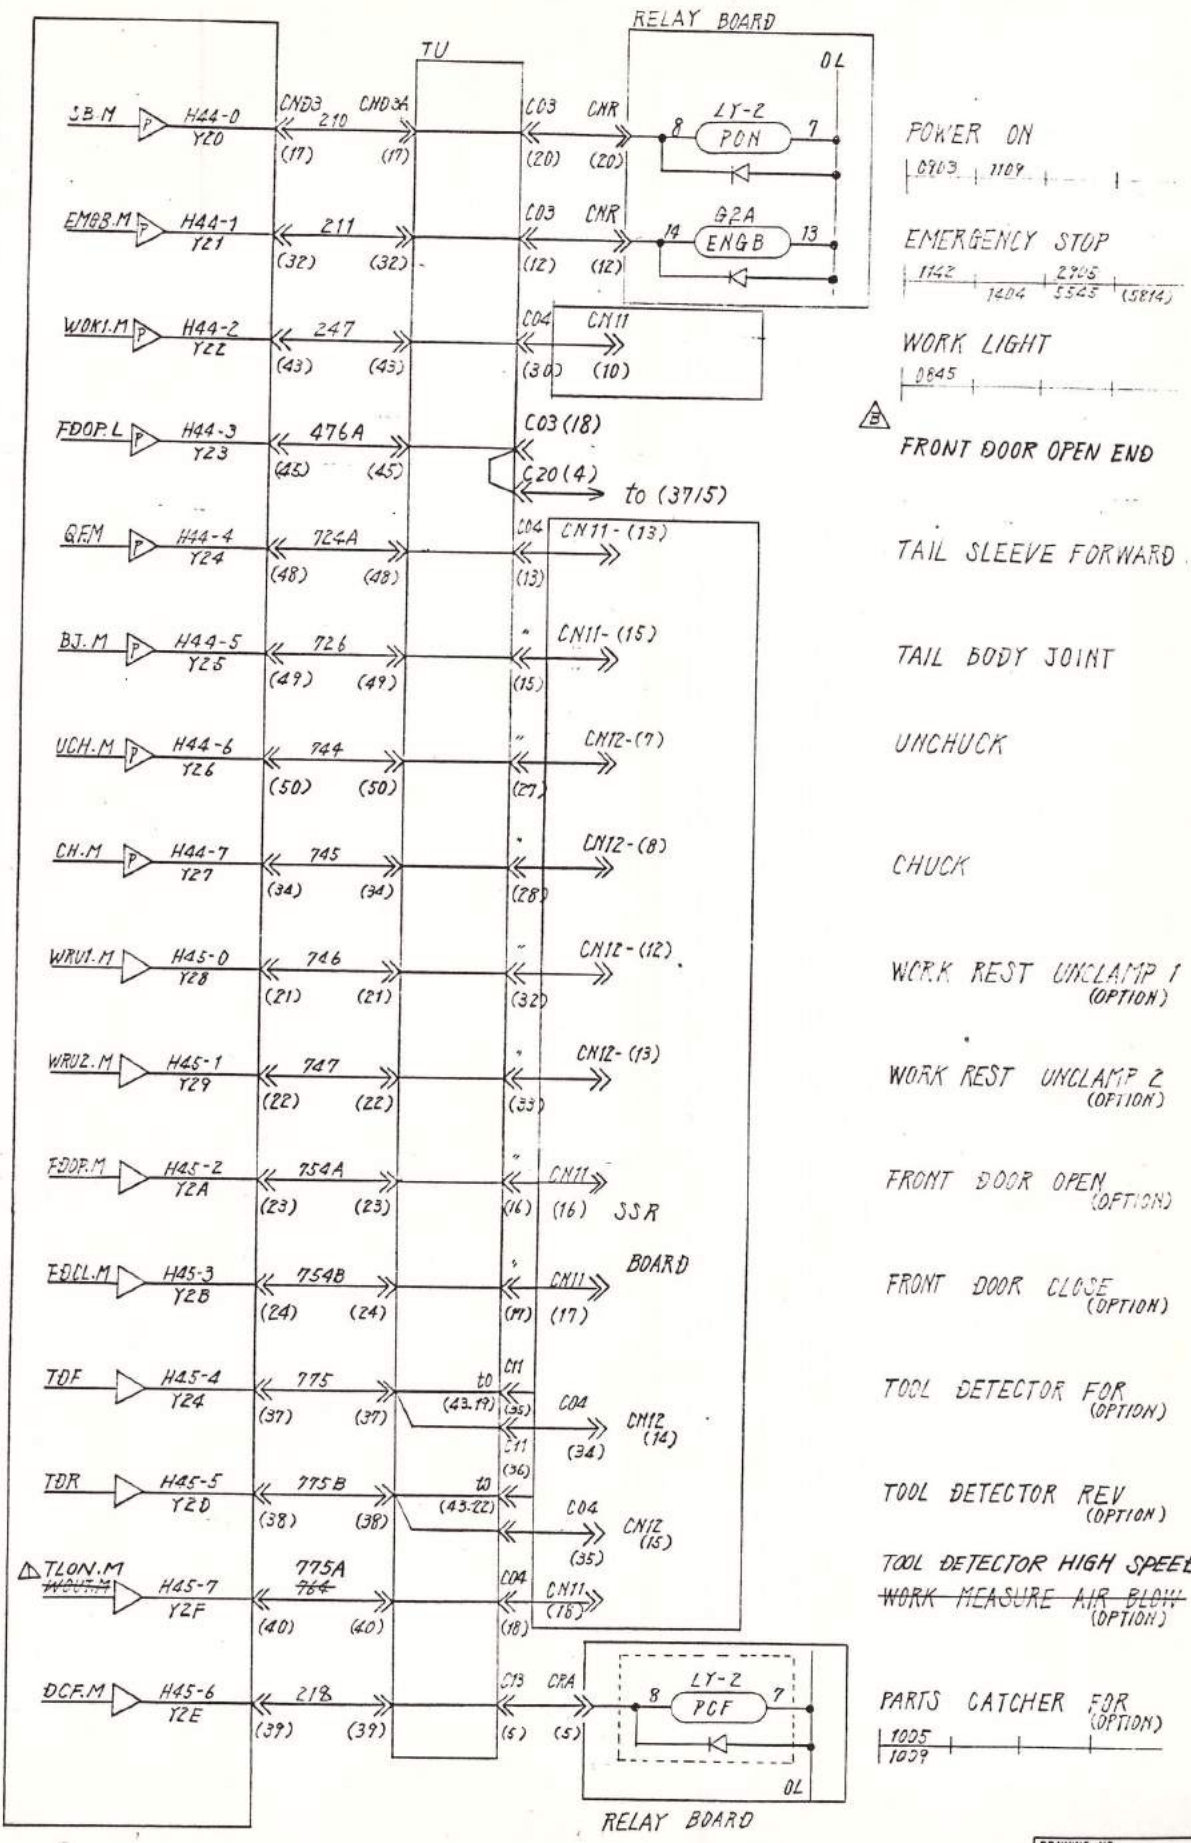 RELAY BOARD
TU
OL
SB.M P H44-0 Y20 CND3 210 CND3A (17) (17) C03 CNR (20) (20) 8 LY-2 PON 7
POWER ON
0903 1109
EMGB.M P H44-1 Y21 211 (32) (32) C03 CNR (12) (12) 14 G2A ENGB 13
EMERGENCY STOP
1142 2905
1404 5545 (5814)
WOK1.M P H44-2 Y22 247 (43) (43) C04 CN11 (30) (10)
WORK LIGHT
0845
B
FDOP.L P H44-3 Y23 476A (45) (45) C03(18)
C20(4) to (3715)
FRONT DOOR OPEN END
QF.M P H44-4 Y24 724A (48) (48) C04 (13) CN11-(13)
TAIL SLEEVE FORWARD
BJ.M P H44-5 Y25 726 (49) (49) " (15) CN11-(15)
TAIL BODY JOINT
UCH.M P H44-6 Y26 744 (50) (50) " (27) CN12-(7)
UNCHUCK
CH.M P H44-7 Y27 745 (34) (34) " (28) CN12-(8)
CHUCK
WRU1.M H45-0 Y28 746 (21) (21) " (32) CN12-(12)
WORK REST UNCLAMP 1
(OPTION)
WRU2.M H45-1 Y29 747 (22) (22) " (33) CN12-(13)
WORK REST UNCLAMP 2
(OPTION)
FDOP.M H45-2 Y2A 754A (23) (23) " (16) CN11 (16) SSR
FRONT DOOR OPEN
(OPTION)
FDCL.M H45-3 Y2B 754B (24) (24) " (17) CN11 (17) BOARD
FRONT DOOR CLOSE
(OPTION)
TDF H45-4 Y24 775 (37) (37) to (43.19) C11 (35)
C04 (34) CN12 (14)
TOOL DETECTOR FOR
(OPTION)
TDR H45-5 Y2D 775B (38) (38) to (43.22) C11 (36)
C04 (35) CN12 (15)
TOOL DETECTOR REV
(OPTION)
TLON.M 775A
WOUT.M H45-7 Y2F 764 (40) (40) C04 (18) CN11 (18)
TOOL DETECTOR HIGH SPEED
WORK MEASURE AIR BLOW
(OPTION)
DCF.M H45-6 Y2E 218 (39) (39) C13 CRA (5) (5) 8 LY-2 PCF 7
OL
PARTS CATCHER FOR
(OPTION)
1005
1009
RELAY BOARD